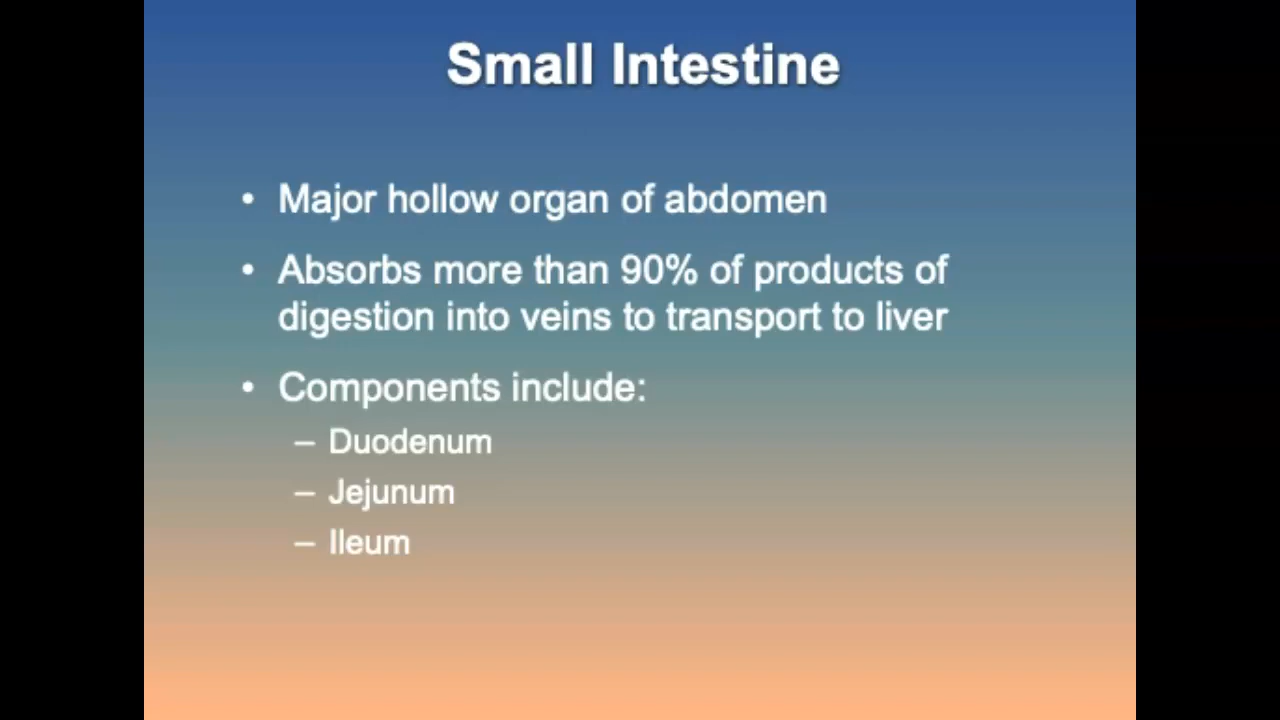 Small Intestine
• Major hollow organ of abdomen
• Absorbs more than 90% of products of
digestion into veins to transport to liver
• Components include:
– Duodenum
– Jejunum
– Ileum